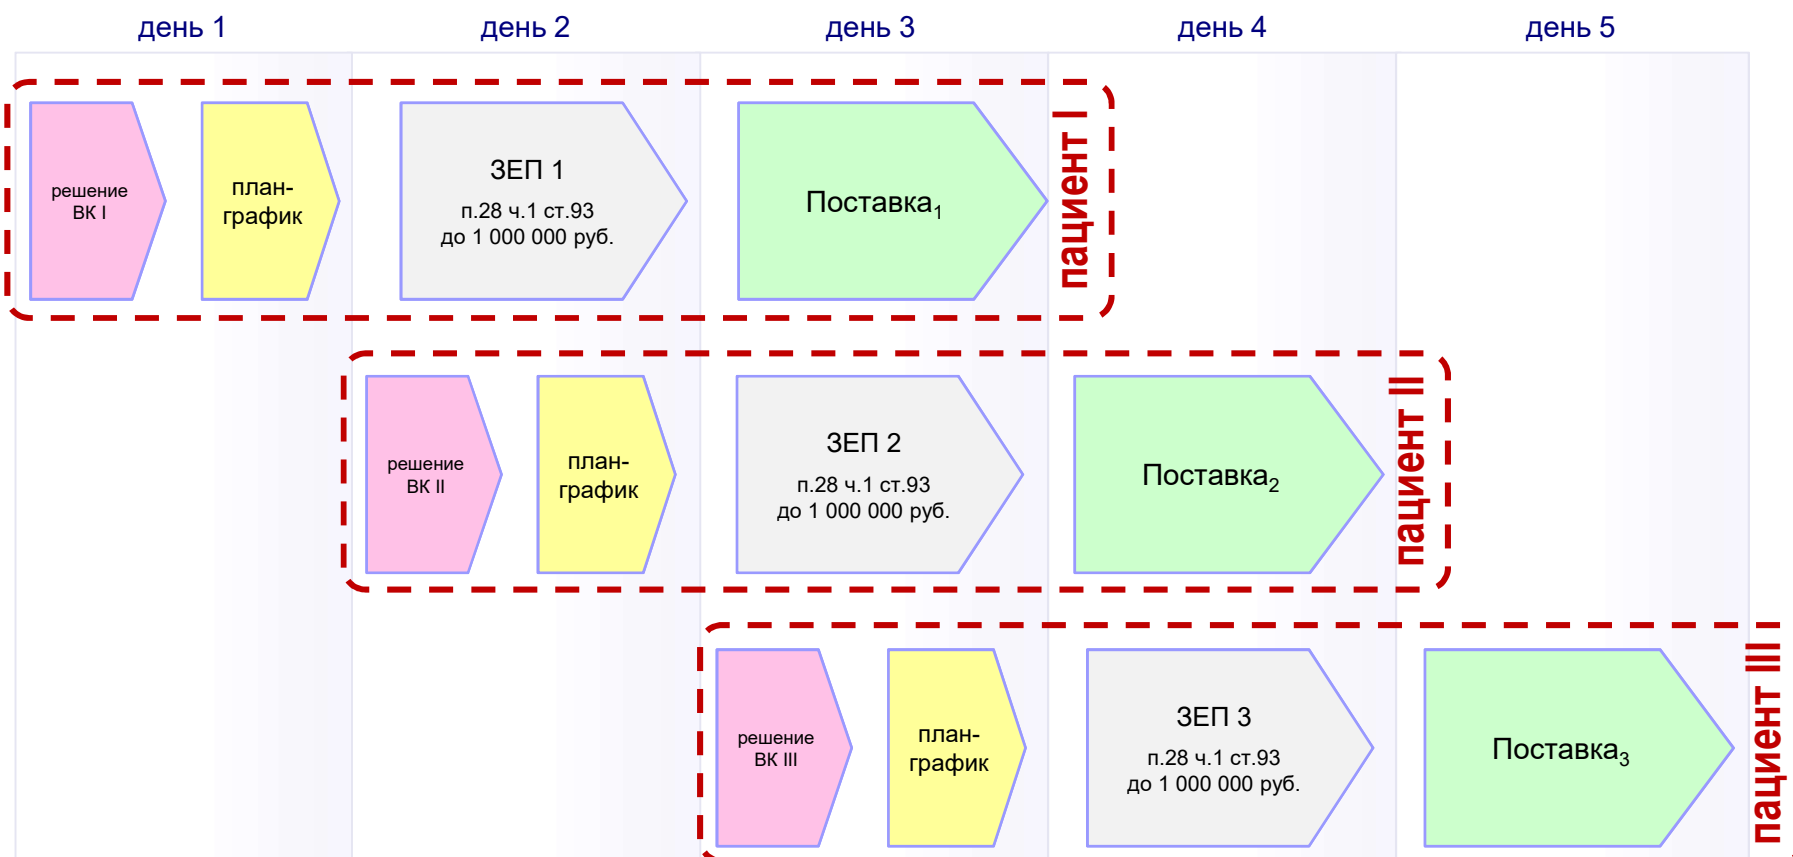 день 1
день 2
день 3
день 4
день 5
решение
ВК I
план-
график
ЗЕП 1
п.28 ч.1 ст.93
до 1 000 000 руб.
Поставка₁
пациент I
решение
ВК II
план-
график
ЗЕП 2
п.28 ч.1 ст.93
до 1 000 000 руб.
Поставка₂
пациент II
решение
ВК III
план-
график
ЗЕП 3
п.28 ч.1 ст.93
до 1 000 000 руб.
Поставка₃
пациент III